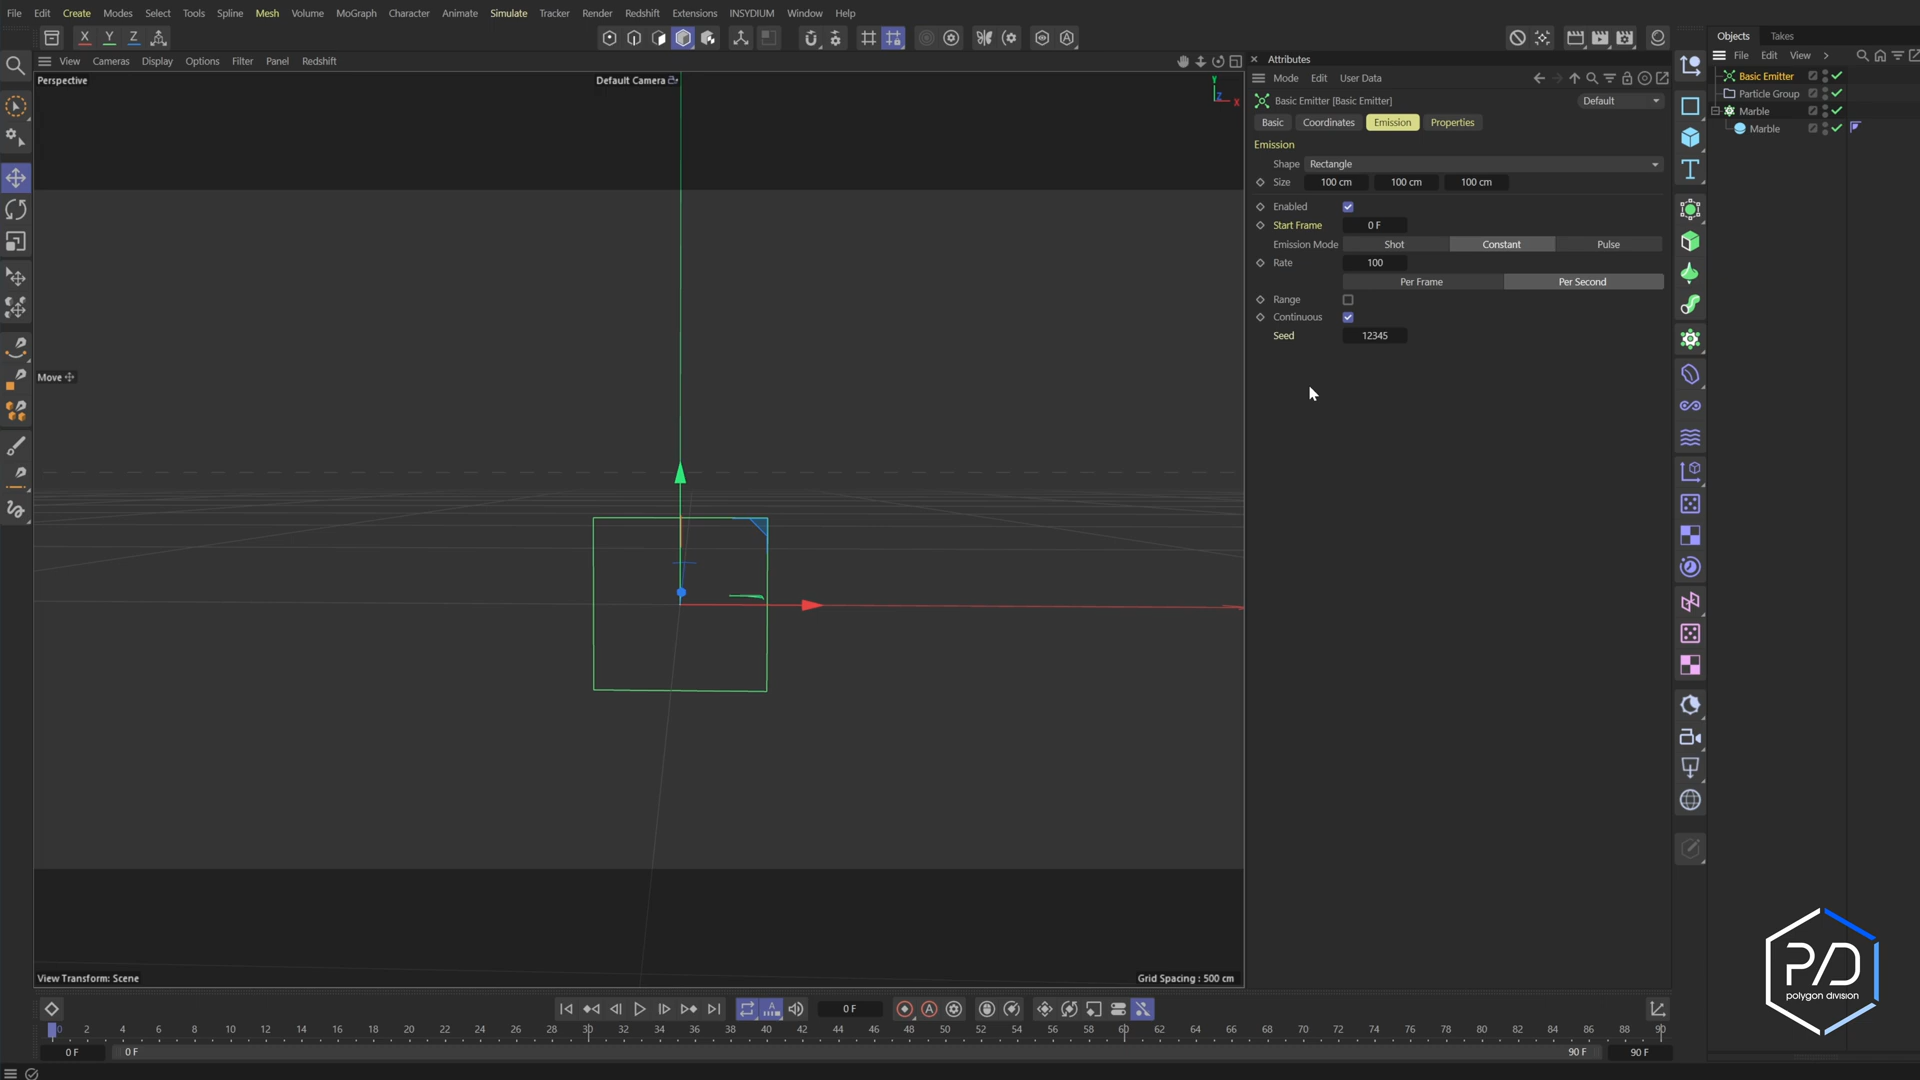 File Edit Create Modes Select Tools Spline Mesh Volume MoGraph Character Animate Simulate Tracker Render Redshift Extensions INSYDIUM Window Help
X Y Z
Objects Takes
View Cameras Display Options Filter Panel Redshift
Attributes
File Edit View
Perspective
Default Camera
Y
Z
X
Mode Edit User Data
Basic Emitter
Particle Group
Marble
Marble
Basic Emitter [Basic Emitter]
Default
Basic Coordinates Emission Properties
Emission
Shape Rectangle
Size 100 cm 100 cm 100 cm
Enabled
Start Frame 0 F
Emission Mode Shot Constant Pulse
Rate 100
Per Frame Per Second
Range
Continuous
Seed 12345
Move
View Transform: Scene
Grid Spacing : 500 cm
0 F
0 2 4 6 8 10 12 14 16 18 20 22 24 26 28 30 32 34 36 38 40 42 44 46 48 50 52 54 56 58 60 62 64 66 68 70 72 74 76 78 80 82 84 86 88 90
0 F 0 F 90 F 90 F
PD
polygon division